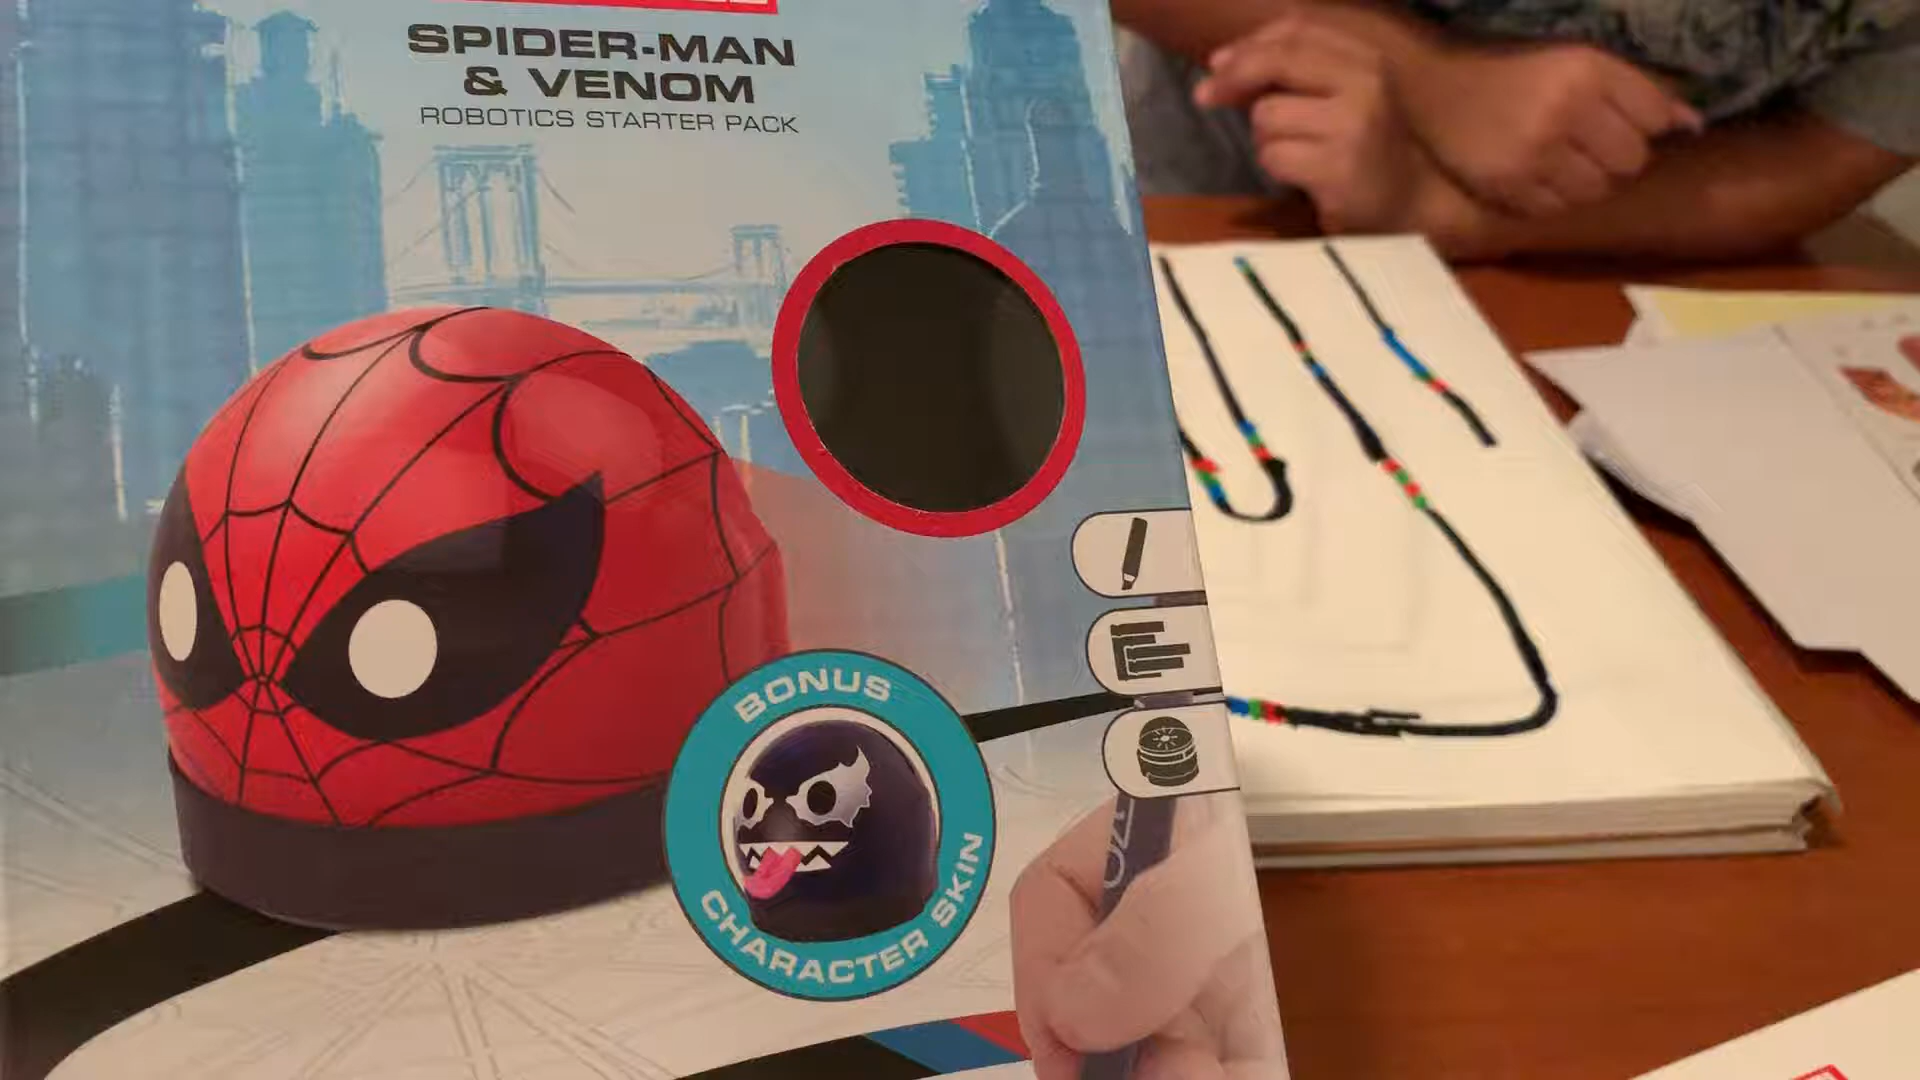 SPIDER-MAN
& VENOM
ROBOTICS STARTER PACK
BONUS
CHARACTER SKIN